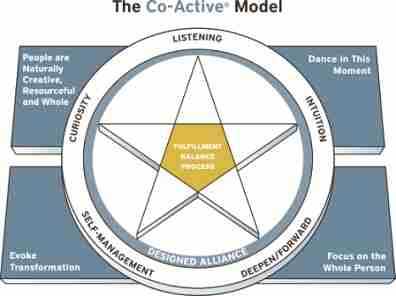 The Co-Active® Model
People are
Naturally
Creative,
Resourceful
and Whole
LISTENING
Dance in This
Moment
CURIOSITY
INTUITION
FULFILLMENT
BALANCE
PROCESS
SELF-MANAGEMENT
DESIGNED ALLIANCE
DEEPEN/FORWARD
Evoke
Transformation
Focus on the
Whole Person